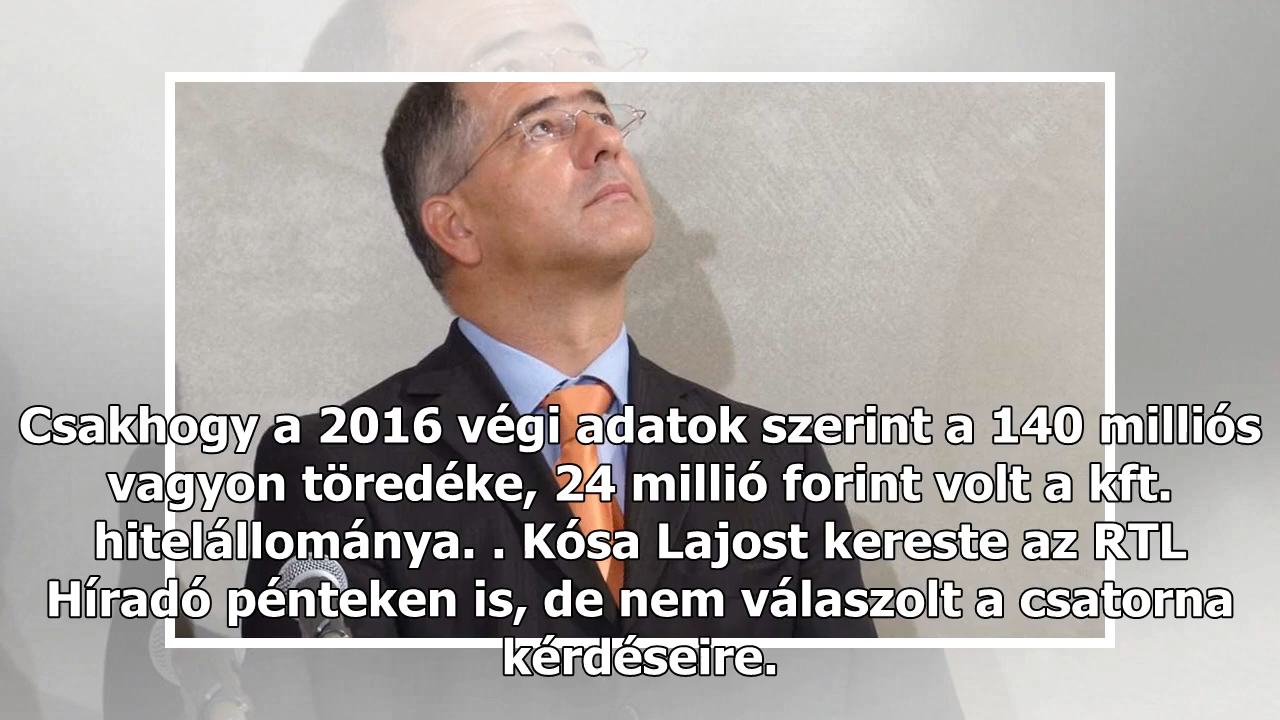 Csakhogy a 2016 végi adatok szerint a 140 milliós
vagyon töredéke, 24 millió forint volt a kft.
hitelállománya. . Kósa Lajost kereste az RTL
Híradó pénteken is, de nem válaszolt a csatorna
kérdéseire.